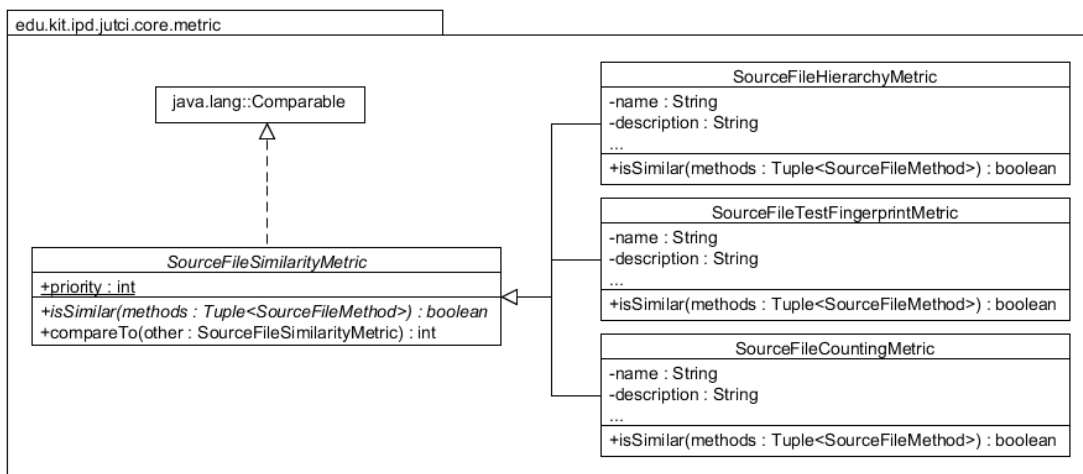 edu.kit.ipd.jutci.core.metric
java.lang::Comparable
SourceFileSimilarityMetric
+priority : int
+isSimilar(methods : Tuple<SourceFileMethod>) : boolean
+compareTo(other : SourceFileSimilarityMetric) : int
SourceFileHierarchyMetric
-name : String
-description : String
...
+isSimilar(methods : Tuple<SourceFileMethod>) : boolean
SourceFileTestFingerprintMetric
-name : String
-description : String
...
+isSimilar(methods : Tuple<SourceFileMethod>) : boolean
SourceFileCountingMetric
-name : String
-description : String
...
+isSimilar(methods : Tuple<SourceFileMethod>) : boolean